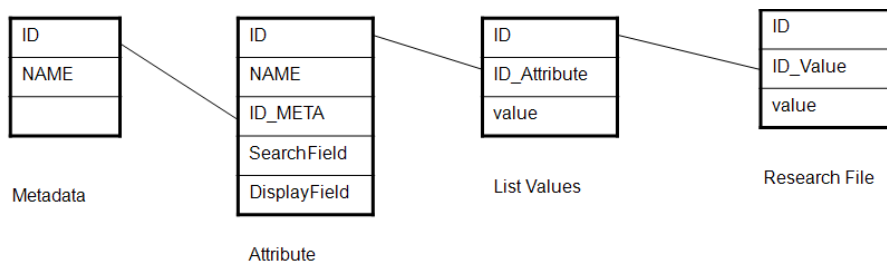 ID
NAME
Metadata
ID
NAME
ID_META
SearchField
DisplayField
Attribute
ID
ID_Attribute
value
List Values
ID
ID_Value
value
Research File